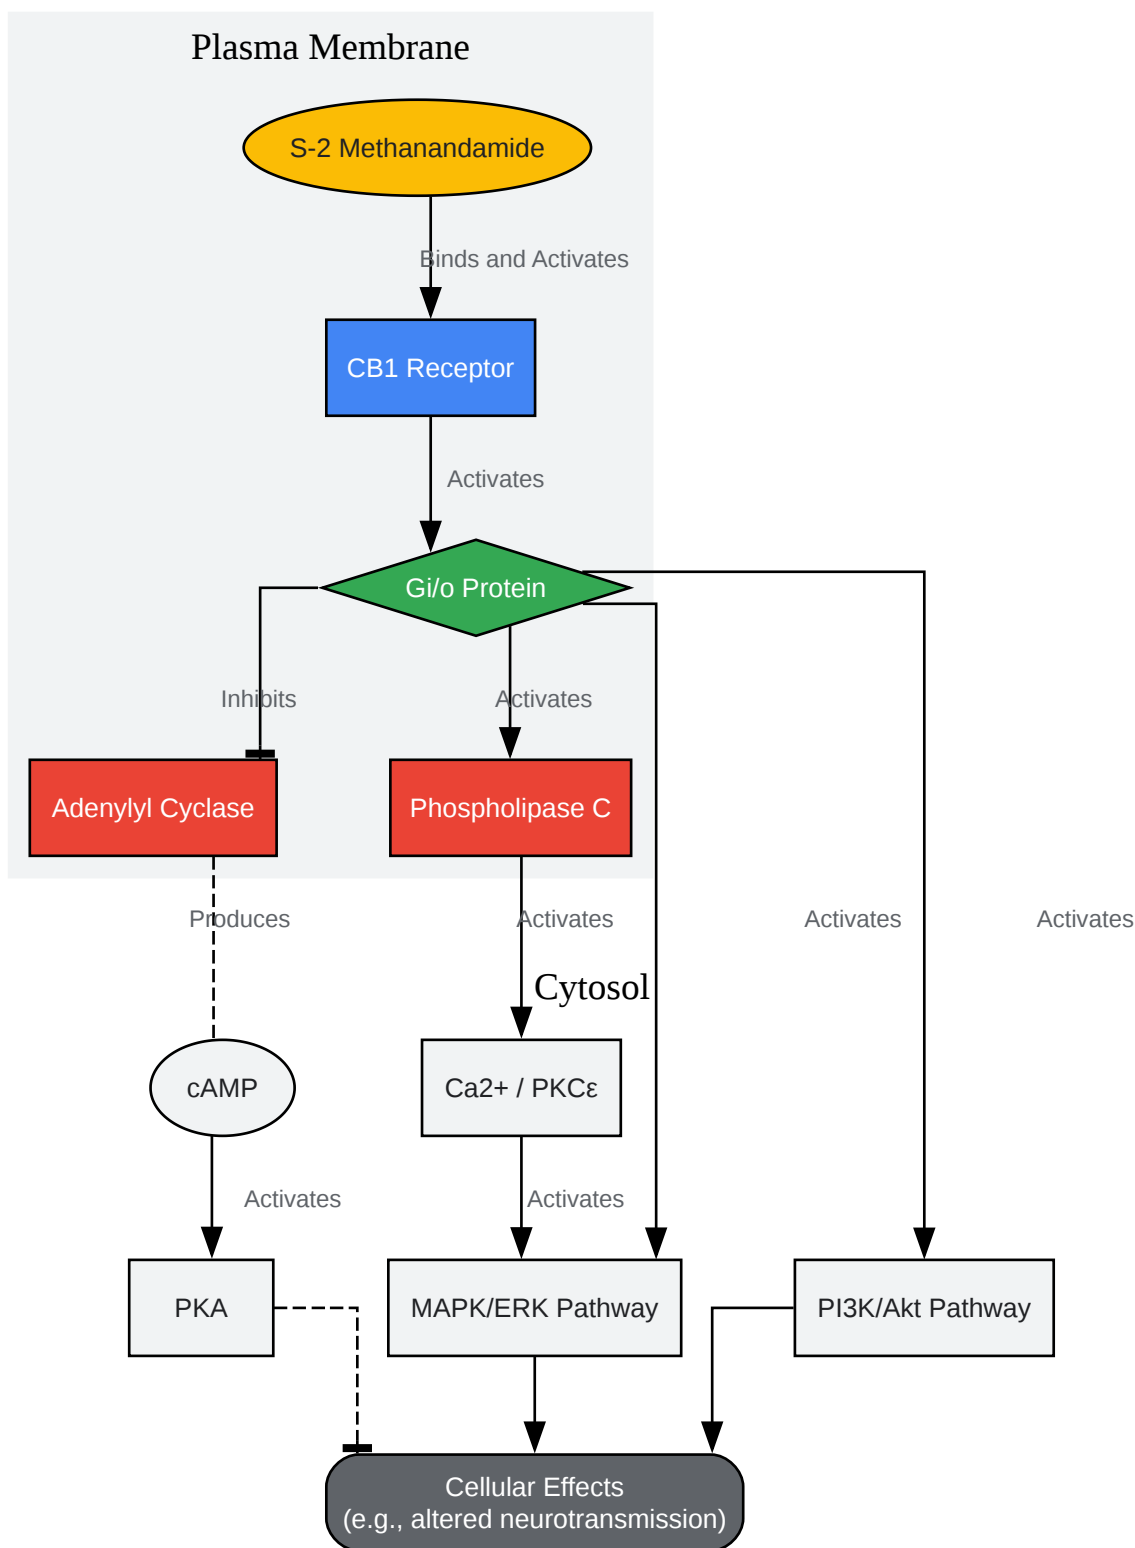 Plasma Membrane
S-2 Methanandamide
Binds and Activates
CB1 Receptor
Activates
Gi/o Protein
Inhibits
Activates
Adenylyl Cyclase
Phospholipase C
Produces
Activates
Activates
Activates
Cytosol
cAMP
Ca2+ / PKCε
Activates
Activates
PKA
MAPK/ERK Pathway
PI3K/Akt Pathway
Cellular Effects
(e.g., altered neurotransmission)